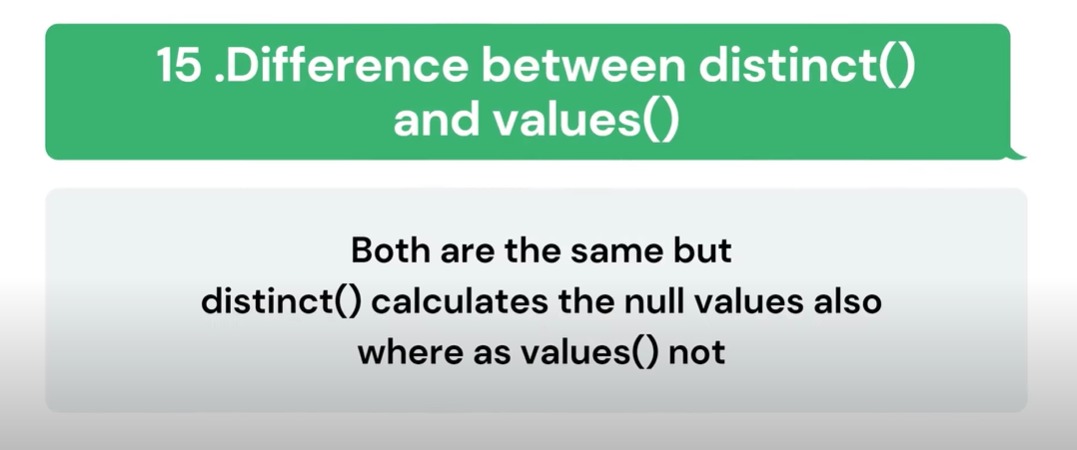 15 .Difference between distinct()
and values()
Both are the same but
distinct() calculates the null values also
where as values() not